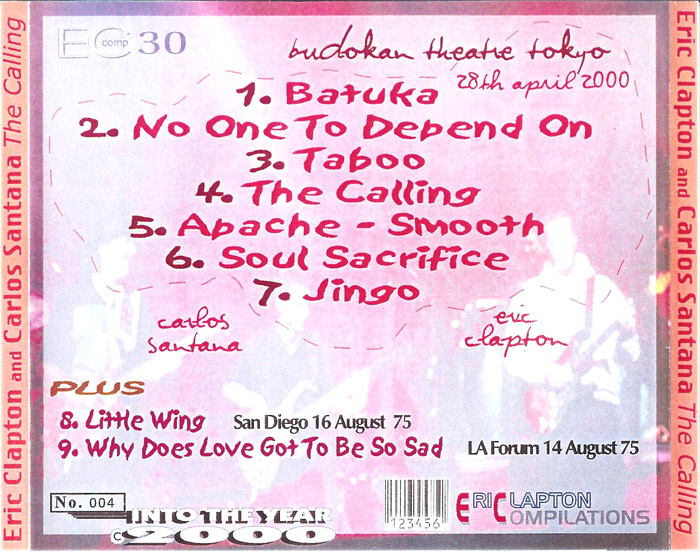 Eric Clapton and Carlos Santana The Calling
EC comp 30
budokan theatre tokyo
28th april 2000
1. Batuka
2. No One To Depend On
3. Taboo
4. The Calling
5. Apache - Smooth
6. Soul Sacrifice
7. Jingo
carlos santana
eric clapton
PLUS
8. Little Wing San Diego 16 August 75
9. Why Does Love Got To Be So Sad LA Forum 14 August 75
No. 004
INTO THE YEAR
C 2000
123456
ERIC CLAPTON
COMPILATIONS
Eric Clapton and Carlos Santana The Calling